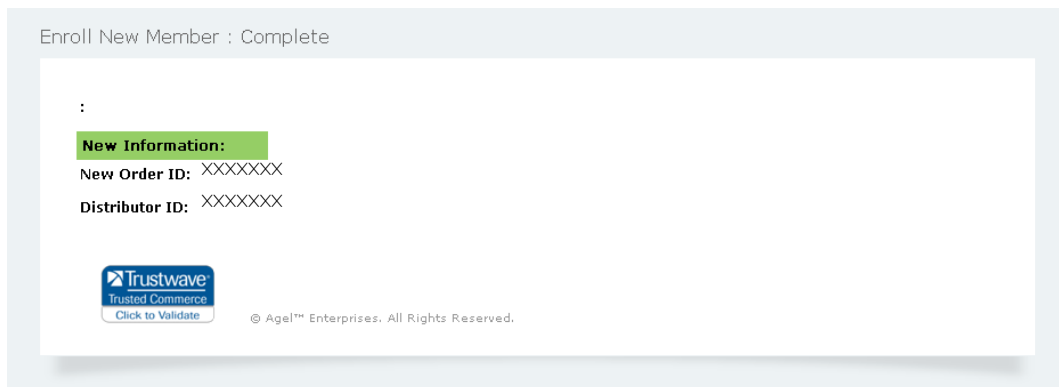 Enroll New Member : Complete
:
New Information:
New Order ID: XXXXXXX
Distributor ID: XXXXXXX
Trustwave®
Trusted Commerce
Click to Validate
© Agel™ Enterprises. All Rights Reserved.